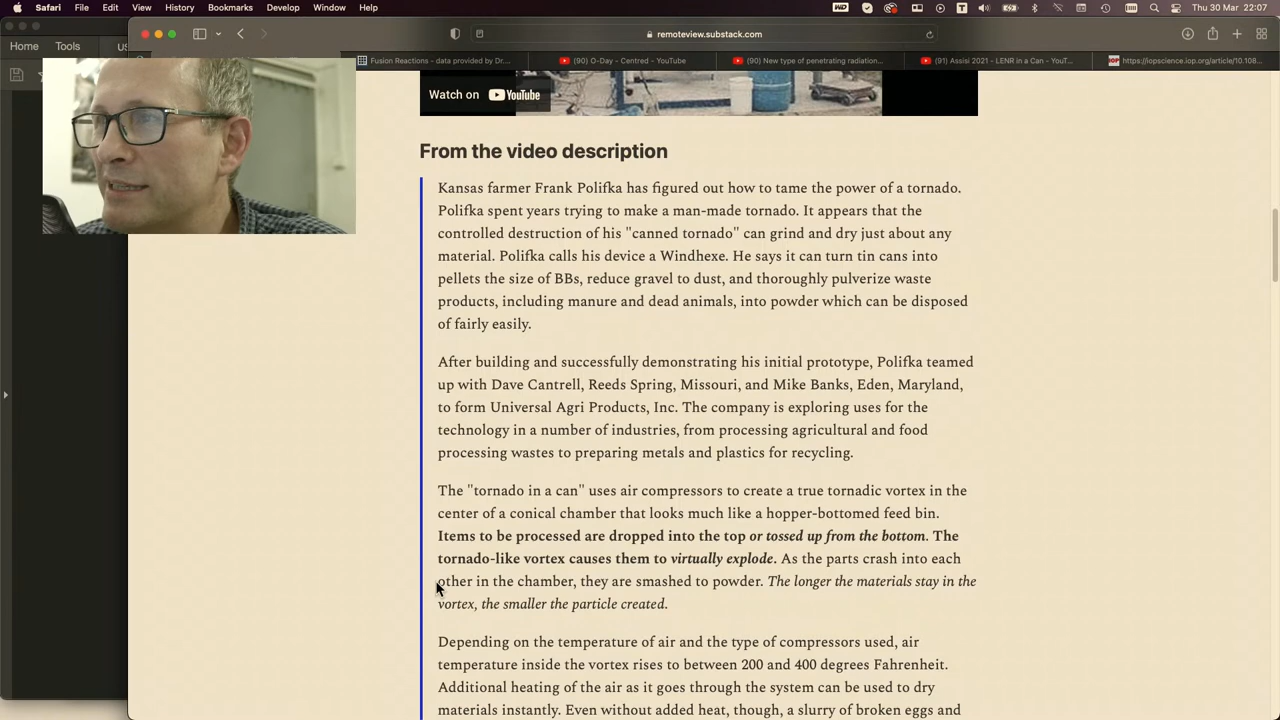 Safari File Edit View History Bookmarks Develop Window Help Thu 30 Mar 22:07
Home Tools
remoteview.substack.com
Fusion Reactions - data provided by Dr.... (90) O-Day - Centred - YouTube (90) New type of penetrating radiation... (91) Assisi 2021 - LENR in a Can - YouT... https://iopscience.iop.org/article/10.108...
Watch on YouTube
From the video description
Kansas farmer Frank Polifka has figured out how to tame the power of a tornado.
Polifka spent years trying to make a man-made tornado. It appears that the
controlled destruction of his "canned tornado" can grind and dry just about any
material. Polifka calls his device a Windhexe. He says it can turn tin cans into
pellets the size of BBs, reduce gravel to dust, and thoroughly pulverize waste
products, including manure and dead animals, into powder which can be disposed
of fairly easily.
After building and successfully demonstrating his initial prototype, Polifka teamed
up with Dave Cantrell, Reeds Spring, Missouri, and Mike Banks, Eden, Maryland,
to form Universal Agri Products, Inc. The company is exploring uses for the
technology in a number of industries, from processing agricultural and food
processing wastes to preparing metals and plastics for recycling.
The "tornado in a can" uses air compressors to create a true tornadic vortex in the
center of a conical chamber that looks much like a hopper-bottomed feed bin.
Items to be processed are dropped into the top or tossed up from the bottom. The
tornado-like vortex causes them to virtually explode. As the parts crash into each
other in the chamber, they are smashed to powder. The longer the materials stay in the
vortex, the smaller the particle created.
Depending on the temperature of air and the type of compressors used, air
temperature inside the vortex rises to between 200 and 400 degrees Fahrenheit.
Additional heating of the air as it goes through the system can be used to dry
materials instantly. Even without added heat, though, a slurry of broken eggs and